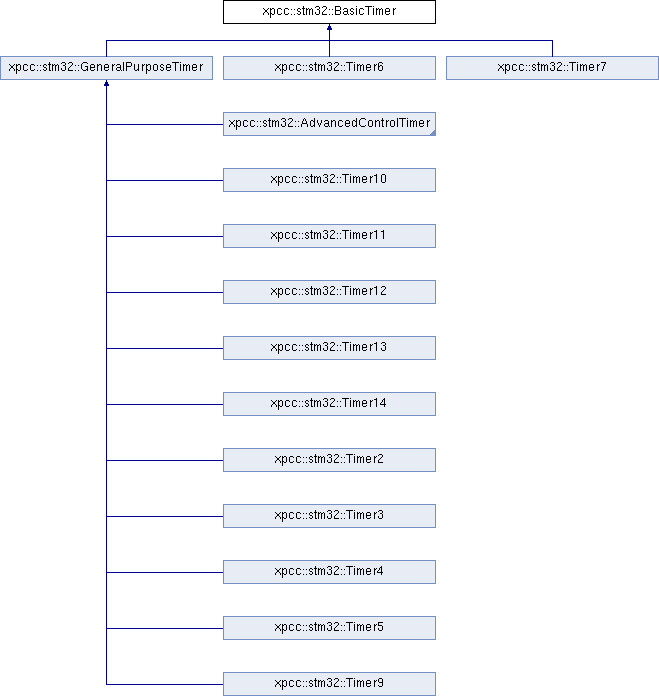 xpcc::stm32::BasicTimer
xpcc::stm32::GeneralPurposeTimer
xpcc::stm32::Timer6
xpcc::stm32::Timer7
xpcc::stm32::AdvancedControlTimer
xpcc::stm32::Timer10
xpcc::stm32::Timer11
xpcc::stm32::Timer12
xpcc::stm32::Timer13
xpcc::stm32::Timer14
xpcc::stm32::Timer2
xpcc::stm32::Timer3
xpcc::stm32::Timer4
xpcc::stm32::Timer5
xpcc::stm32::Timer9